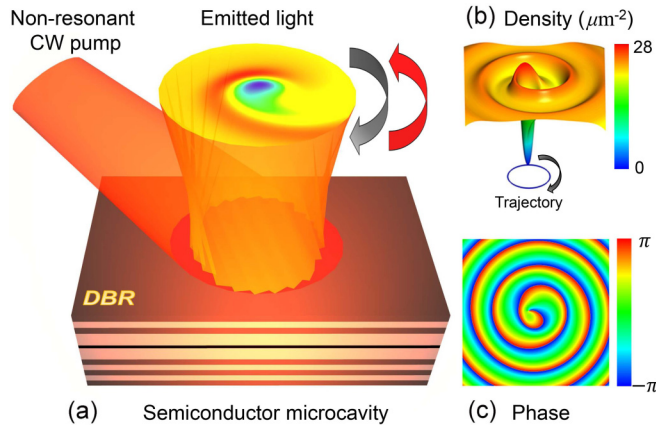 Non-resonant
CW pump
Emitted light
(b) Density (μm⁻²)
28
0
Trajectory
DBR
π
−π
(a) Semiconductor microcavity
(c) Phase